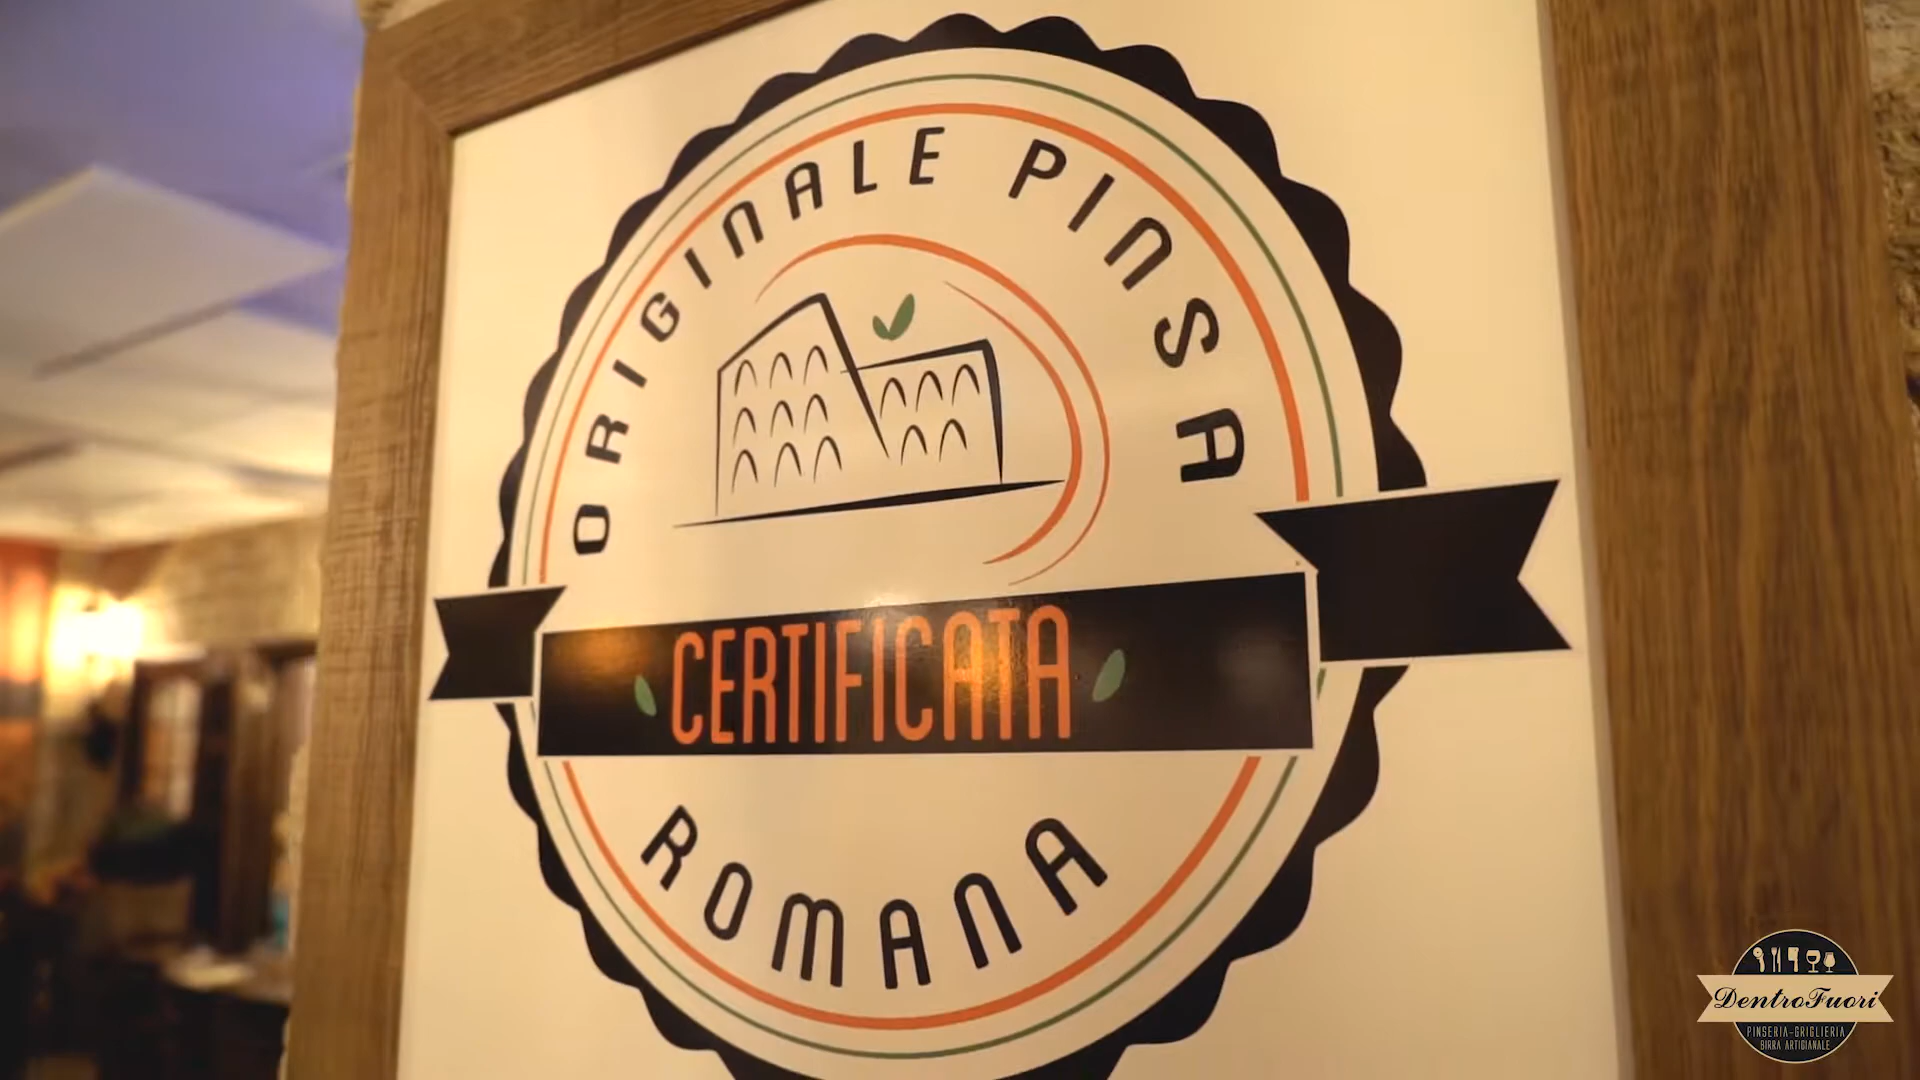 ORIGINALE PINSA
CERTIFICATA
ROMANA
DentroFuori
PINSERIA-GRIGLIERIA
BIRRA ARTIGIANALE